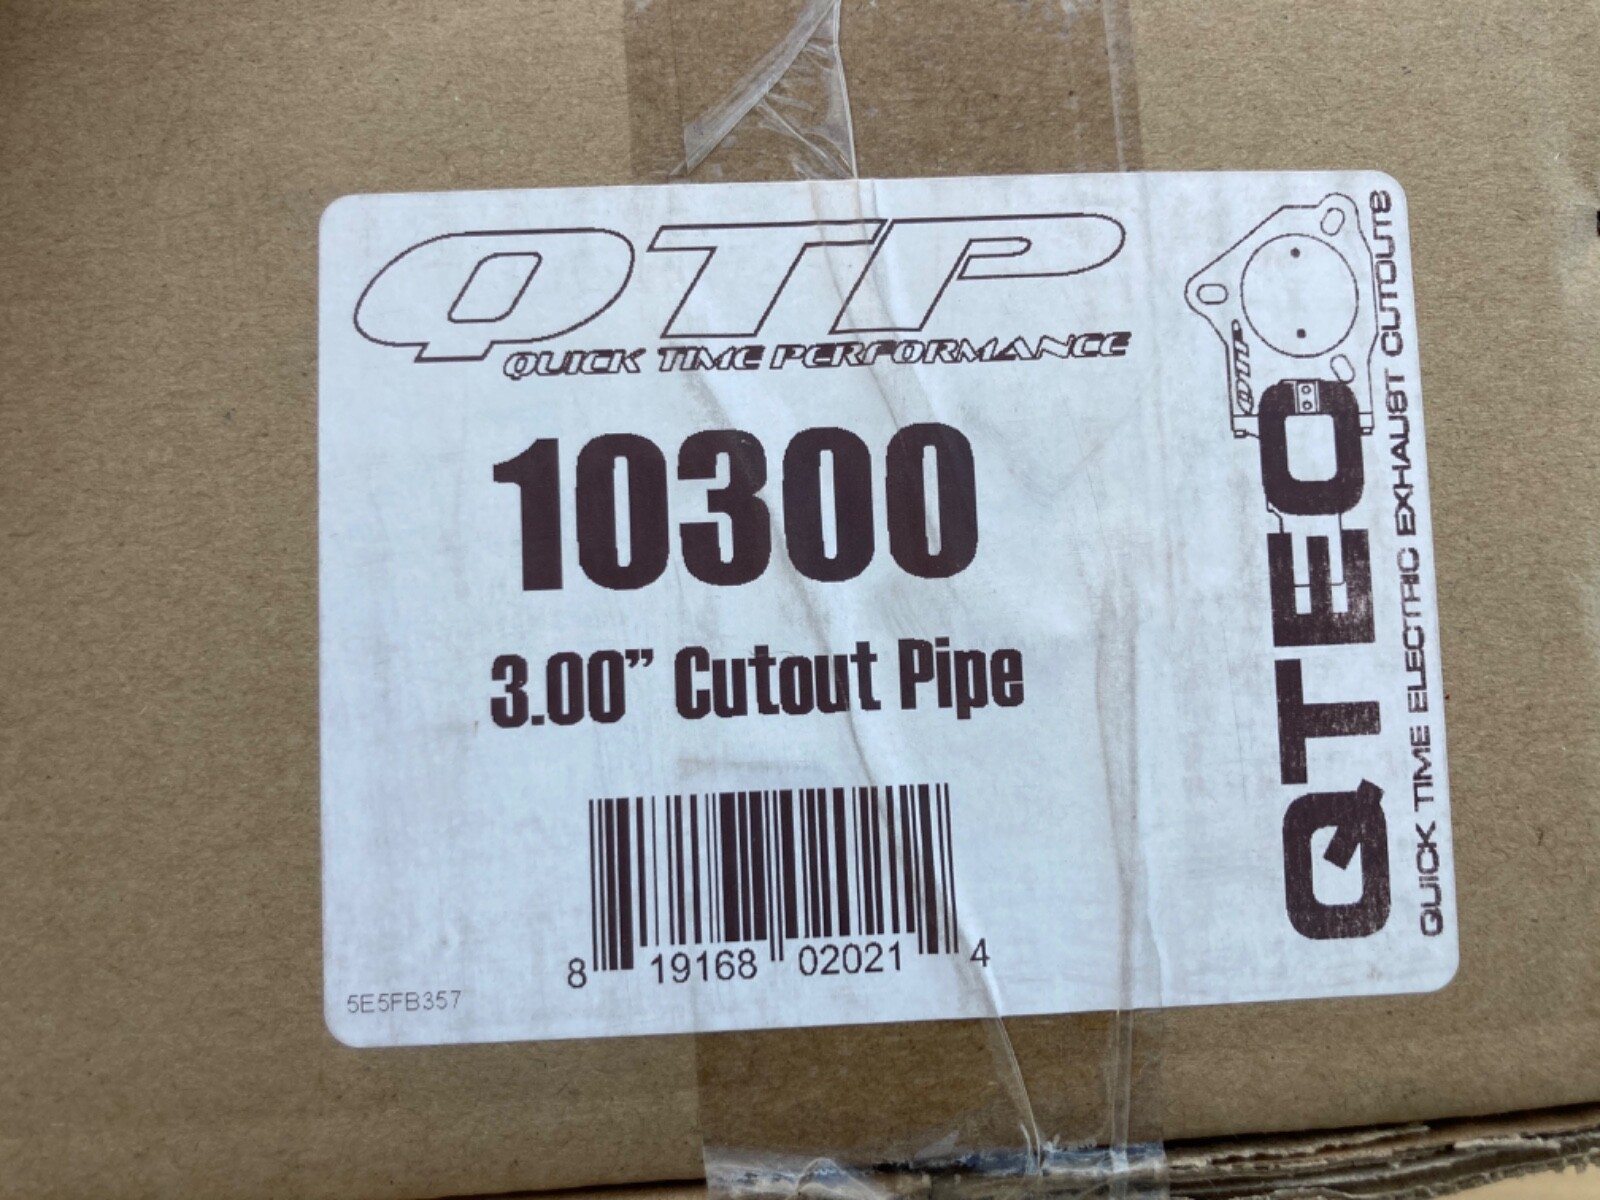 QTP
QUICK TIME PERFORMANCE
10300
3.00” Cutout Pipe
8 19168 02021 4
5E5FB357
QTP
QTEC
QUICK TIME ELECTRIC EXHAUST CUTOUTS